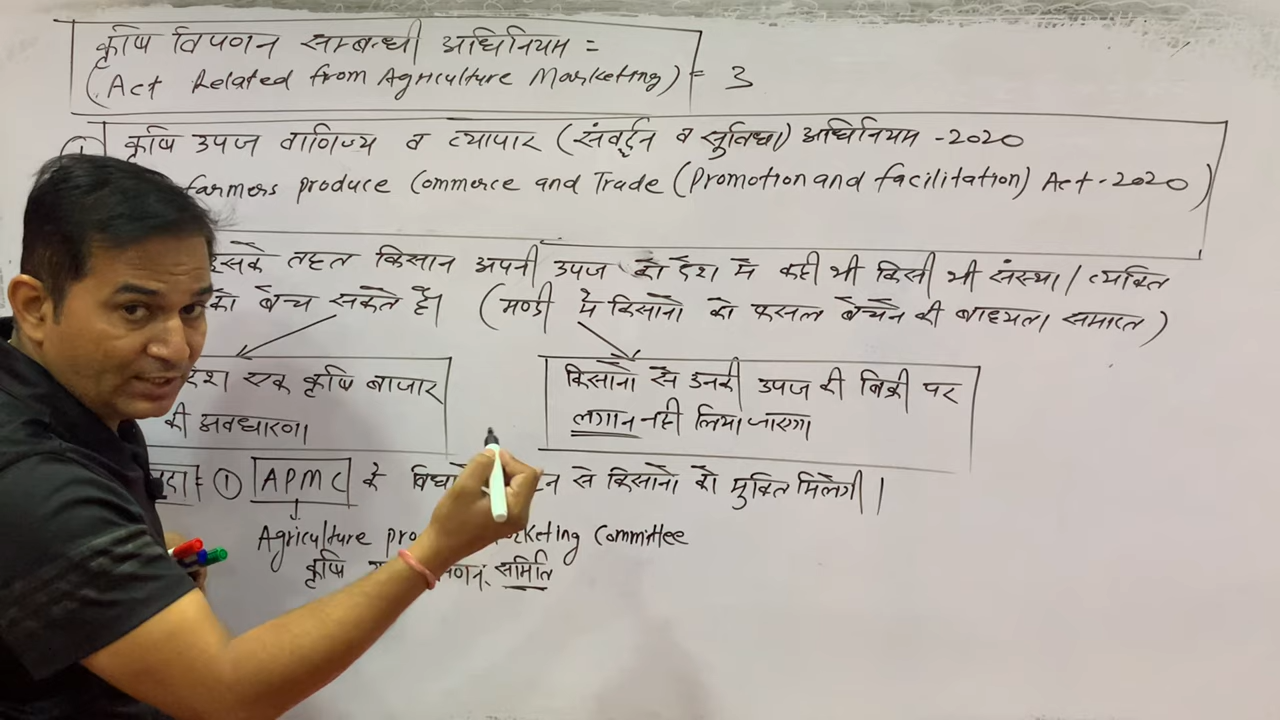 कृषि विपणन सम्बन्धी अधिनियम =
(Act Related from Agriculture Marketing) = 3
① कृषि उपज वाणिज्य व व्यापार (संवर्द्धन व सुविधा) अधिनियम -2020
farmers produce Commerce and Trade (Promotion and facilitation) Act-2020)
इसके तहत किसान अपनी उपज को देश मे कही भी किसी भी संस्था/व्यक्ति
को बेच सकते है। (मण्डी मे किसानो को फसल बेचने की बाध्यता समाप्त)
देश एक कृषि बाजार
की अवधारणा
किसानो से उनकी उपज की बिक्री पर
लगान नही लिया जाएगा
① APMC के से किसानो को मुक्ति मिलेगी।
Agriculture Committee
कृषि समिति